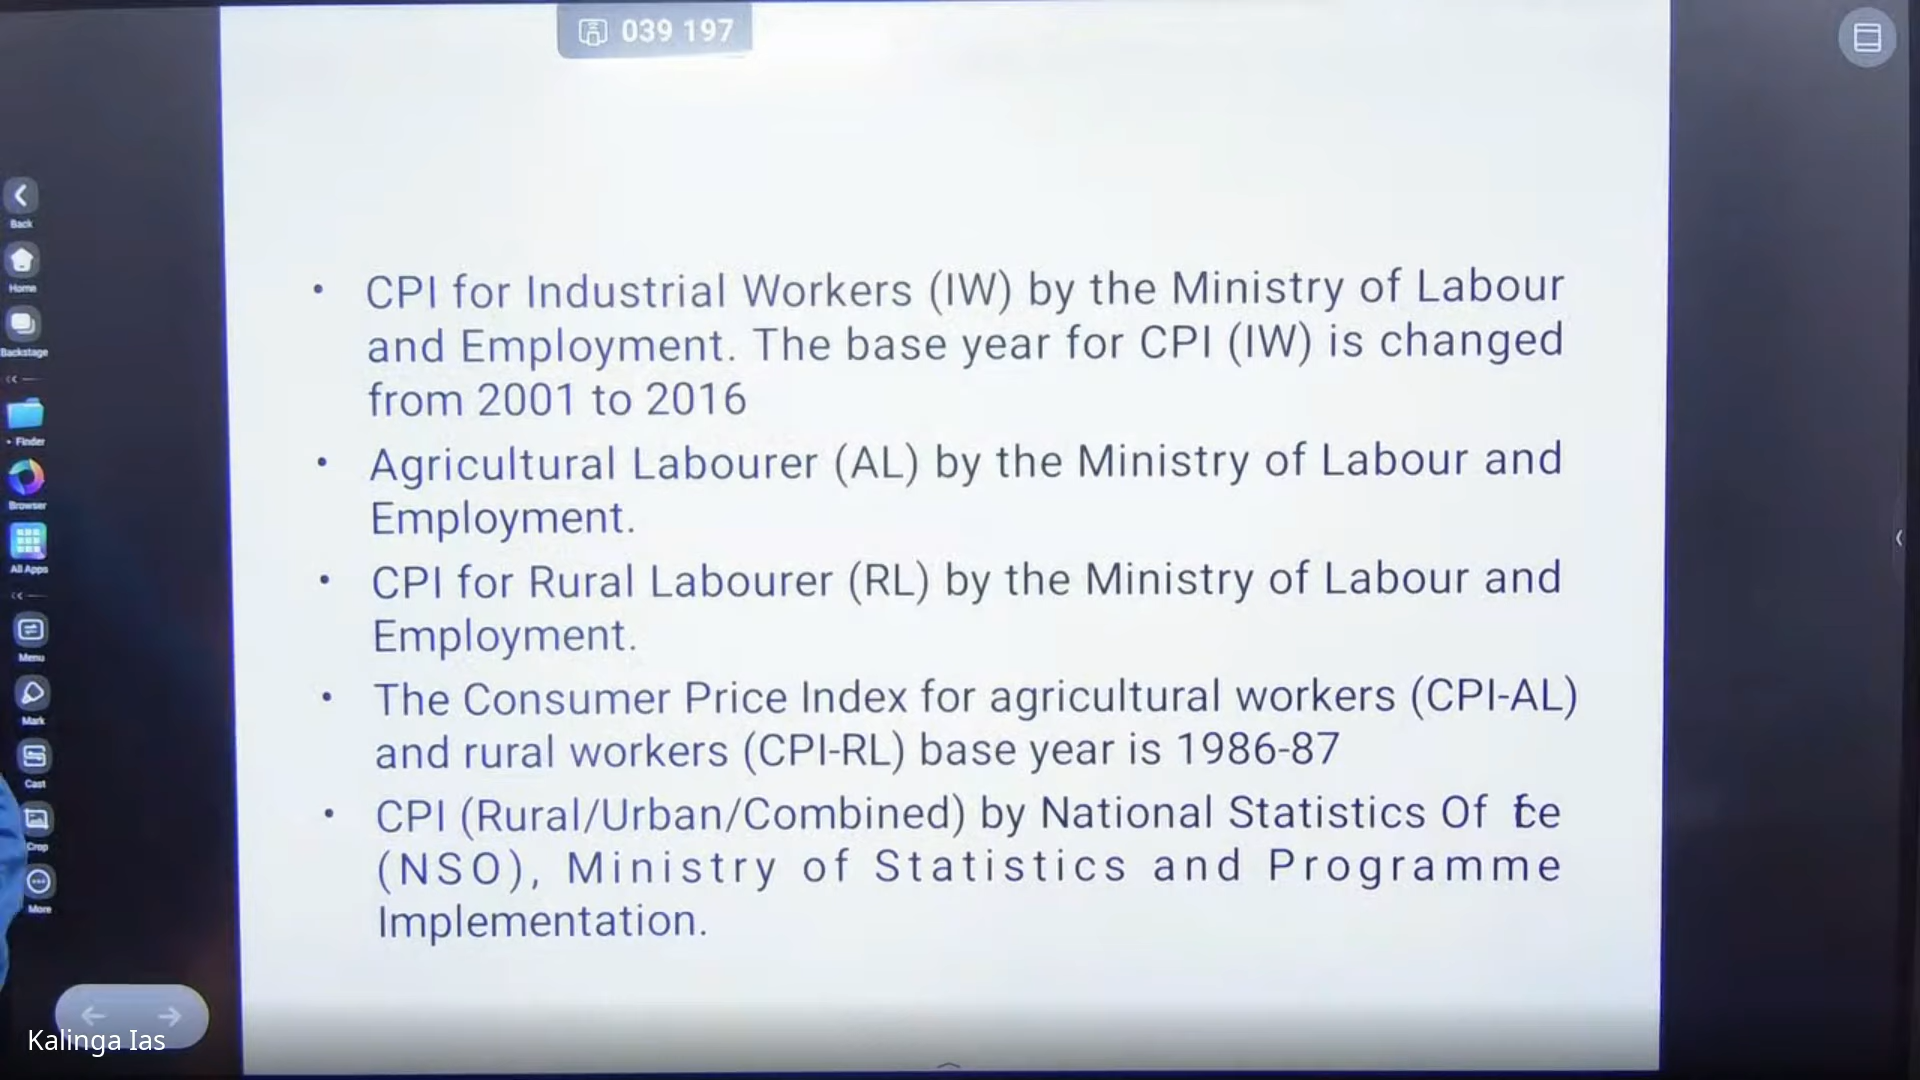 039 197
Back
Home
Backstage
Finder
Browser
All Apps
Menu
Mark
Cast
Crop
More
• CPI for Industrial Workers (IW) by the Ministry of Labour
and Employment. The base year for CPI (IW) is changed
from 2001 to 2016
• Agricultural Labourer (AL) by the Ministry of Labour and
Employment.
• CPI for Rural Labourer (RL) by the Ministry of Labour and
Employment.
• The Consumer Price Index for agricultural workers (CPI-AL)
and rural workers (CPI-RL) base year is 1986-87
• CPI (Rural/Urban/Combined) by National Statistics
(NSO), Ministry of Statistics and Programme
Implementation.
Kalinga Ias